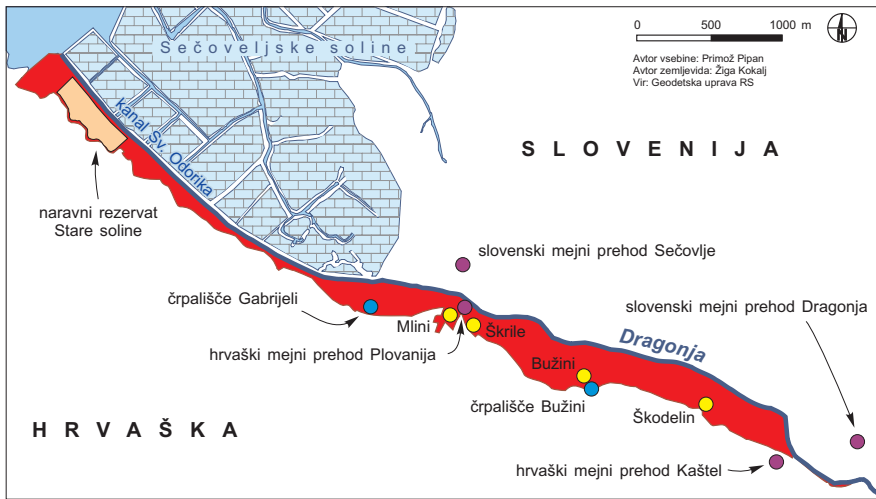 0 500 1000 m
Avtor vsebine: Primož Pipan
Avtor zemljevida: Žiga Kokalj
Vir: Geodetska uprava RS
N
Sečoveljske soline
kanal Sv. Odorika
SLOVENIJA
naravni rezervat
Stare soline
slovenski mejni prehod Sečovlje
črpališče Gabrijeli
slovenski mejni prehod Dragonja
Mlini
Škrile
hrvaški mejni prehod Plovanija
Dragonja
Bužini
črpališče Bužini
Škodelin
HRVAŠKA
hrvaški mejni prehod Kaštel